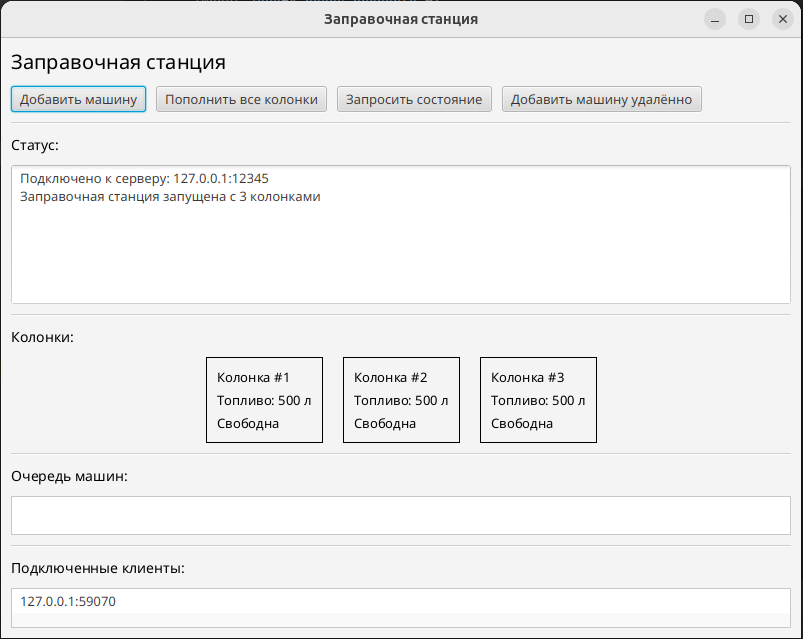 Заправочная станция
Заправочная станция
Добавить машину Пополнить все колонки Запросить состояние Добавить машину удалённо
Статус:
Подключено к серверу: 127.0.0.1:12345
Заправочная станция запущена с 3 колонками
Колонки:
Колонка #1
Топливо: 500 л
Свободна
Колонка #2
Топливо: 500 л
Свободна
Колонка #3
Топливо: 500 л
Свободна
Очередь машин:
Подключенные клиенты:
127.0.0.1:59070